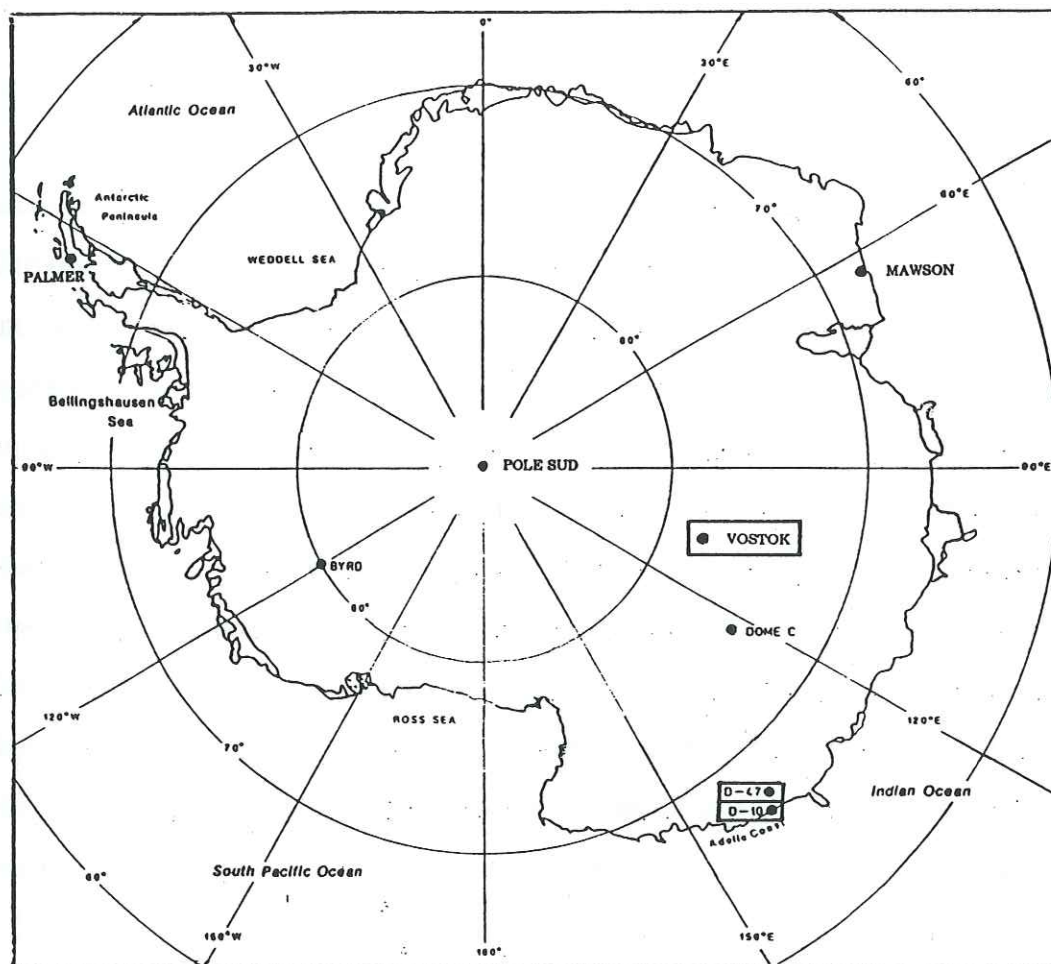 0°
30°W
30°E
60°
Atlantic Ocean
60°E
70°
Antarctic
Peninsula
WEDDELL SEA
PALMER
MAWSON
80°
Bellingshausen
Sea
90°W
POLE SUD
90°E
VOSTOK
BYRD
80°
DOME C
120°W
ROSS SEA
120°E
70°
D-47
Indian Ocean
D-10
Adelie Coast
South Pacific Ocean
60°
150°W
180°
150°E